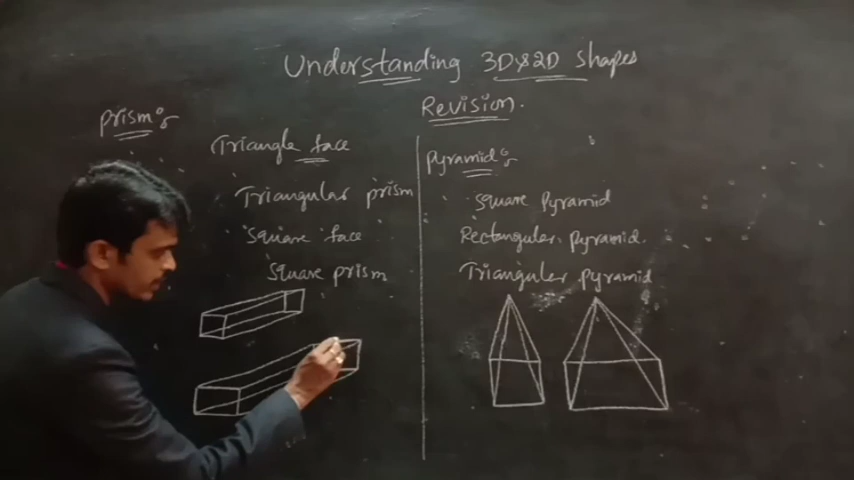 Understanding 3D&2D shapes
Revision.
prism:
Triangle face
Triangular prism
Square face
Square prism
pyramid:
Square Pyramid
Rectangular pyramid.
Triangular pyramid